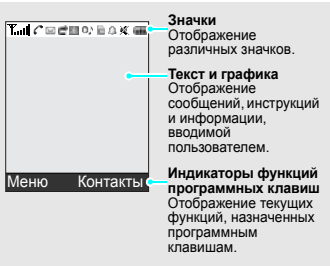 Значки
Отображение
различных значков.
Текст и графика
Отображение
сообщений, инструкций
и информации,
вводимой
пользователем.
Меню Контакты
Индикаторы функций
программных клавиш
Отображение текущих
функций, назначенных
программным
клавишам.